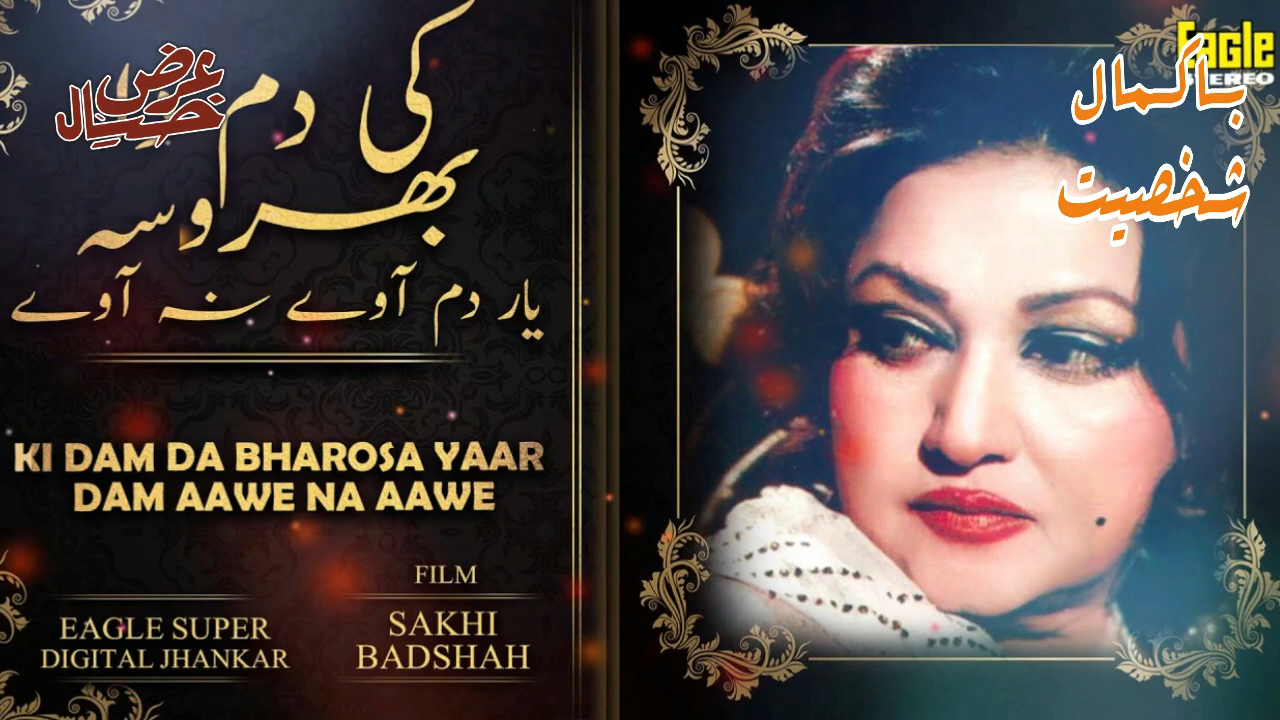 عرض
خیال
کی دم دا
بھروسہ
یار دم آوے نہ آوے
KI DAM DA BHAROSA YAAR
DAM AAWE NA AAWE
FILM
SAKHI
BADSHAH
EAGLE SUPER
DIGITAL JHANKAR
Eagle
STEREO
باکمال
شخصیت